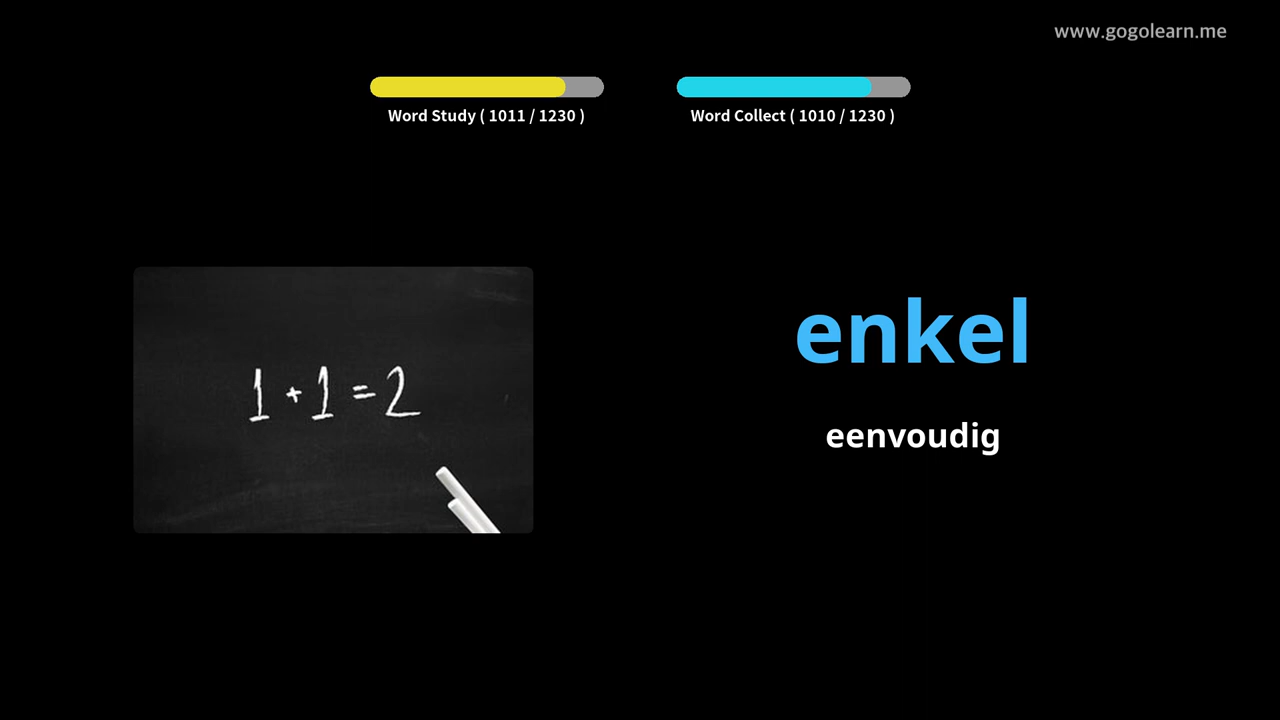 www.gogolearn.me
Word Study ( 1011 / 1230 )
Word Collect ( 1010 / 1230 )
1 + 1 = 2
enkel
eenvoudig